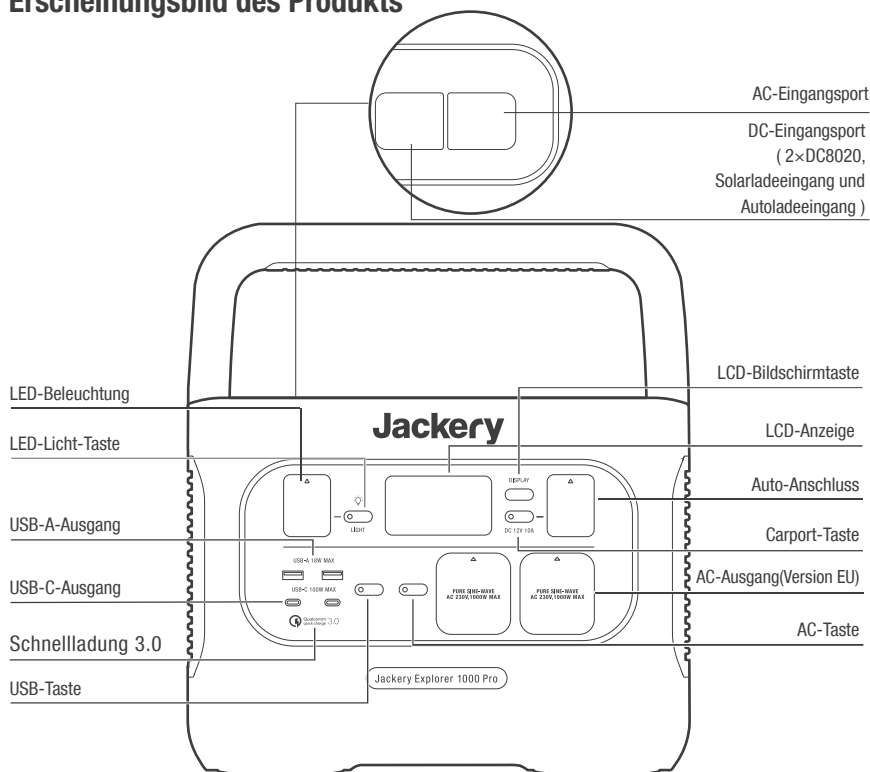 Erscheinungsbild des Produkts
AC-Eingangsport
DC-Eingangsport
( 2×DC8020,
Solarladeeingang und
Autoladeeingang )
LCD-Bildschirmtaste
LED-Beleuchtung
Jackery
LCD-Anzeige
LED-Licht-Taste
DISPLAY
Auto-Anschluss
LIGHT
DC 12V 10A
USB-A-Ausgang
Carport-Taste
USB-A 18W MAX
AC-Ausgang(Version EU)
USB-C-Ausgang
USB-C 100W MAX
PURE SINE-WAVE
AC 230V,1000W MAX
PURE SINE-WAVE
AC 230V,1000W MAX
Qualcomm
quick charge 3.0
AC-Taste
Schnellladung 3.0
Jackery Explorer 1000 Pro
USB-Taste